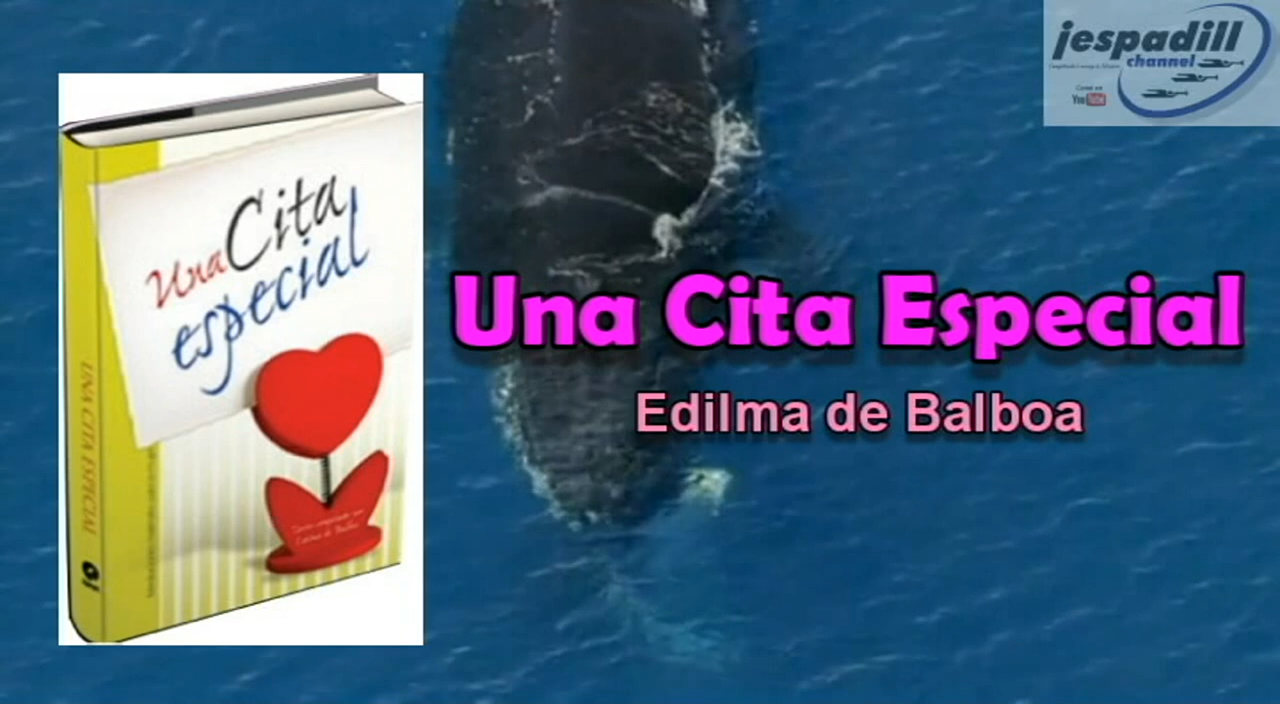 Una Cita
especial
UNA CITA ESPECIAL
Una Cita Especial
Edilma de Balboa
jespadill
channel
YouTube